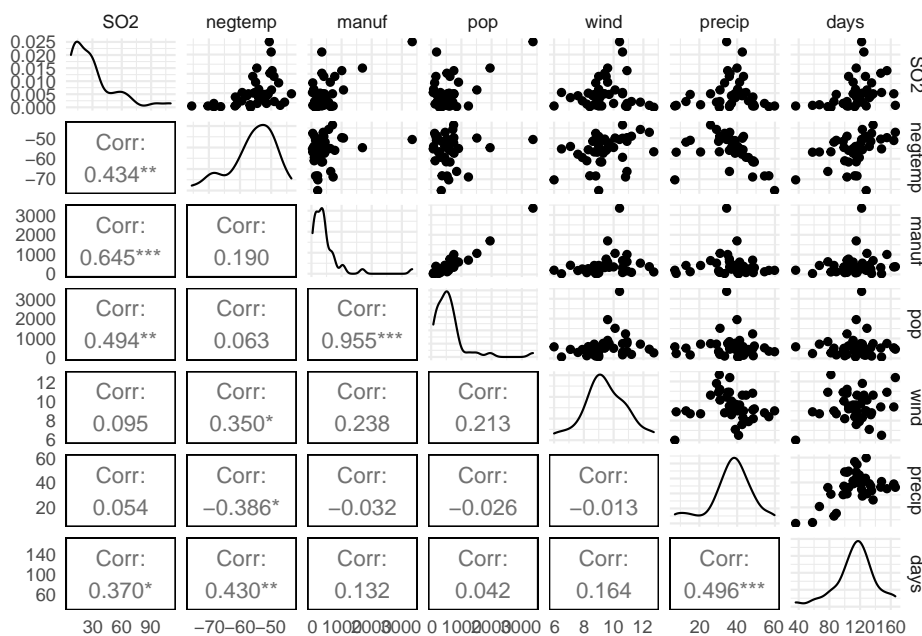 SO2 negtemp manuf pop wind precip days
0.025
0.020
0.015
0.010
0.005
0.000
SO2
−50
−60
−70
Corr:
0.434**
negtemp
3000
2000
1000
0
Corr: Corr:
0.645*** 0.190
manuf
3000
2000
1000
0
Corr: Corr: Corr:
0.494** 0.063 0.955***
pop
12
10
8
6
Corr: Corr: Corr: Corr:
0.095 0.350* 0.238 0.213
wind
60
40
20
Corr: Corr: Corr: Corr: Corr:
0.054 −0.386* −0.032 −0.026 −0.013
precip
140
100
60
Corr: Corr: Corr: Corr: Corr: Corr:
0.370* 0.430** 0.132 0.042 0.164 0.496***
days
30 60 90 −70 −60 −50 0 1000 2000 3000 0 1000 2000 3000 6 8 10 12 20 40 60 40 80 120 160